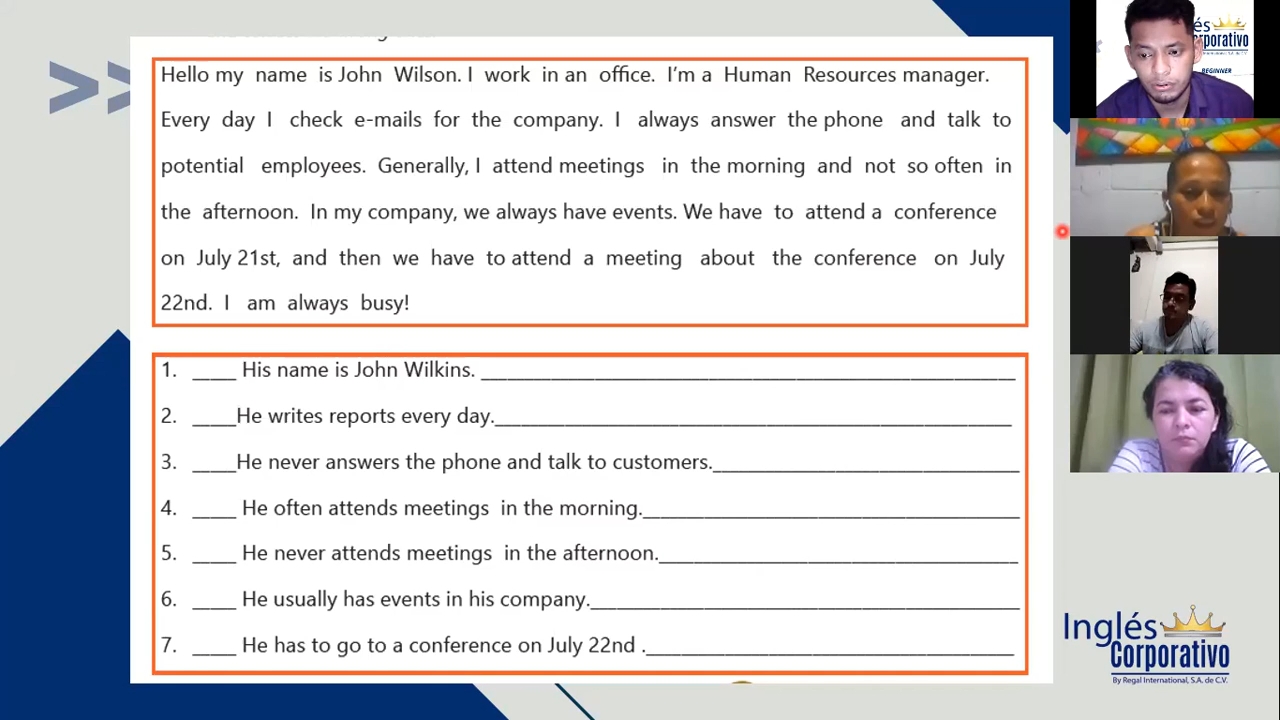 Hello my name is John Wilson. I work in an office. I'm a Human Resources manager.
Every day I check e-mails for the company. I always answer the phone and talk to
potential employees. Generally, I attend meetings in the morning and not so often in
the afternoon. In my company, we always have events. We have to attend a conference
on July 21st, and then we have to attend a meeting about the conference on July
22nd. I am always busy!
1. ____ His name is John Wilkins. ____
2. ____He writes reports every day.____
3. ____He never answers the phone and talk to customers.____
4. ____ He often attends meetings in the morning.____
5. ____ He never attends meetings in the afternoon.____
6. ____ He usually has events in his company.____
7. ____ He has to go to a conference on July 22nd .____
BEGINNER
Inglés
Corporativo
By Regal International, S.A. de C.V.